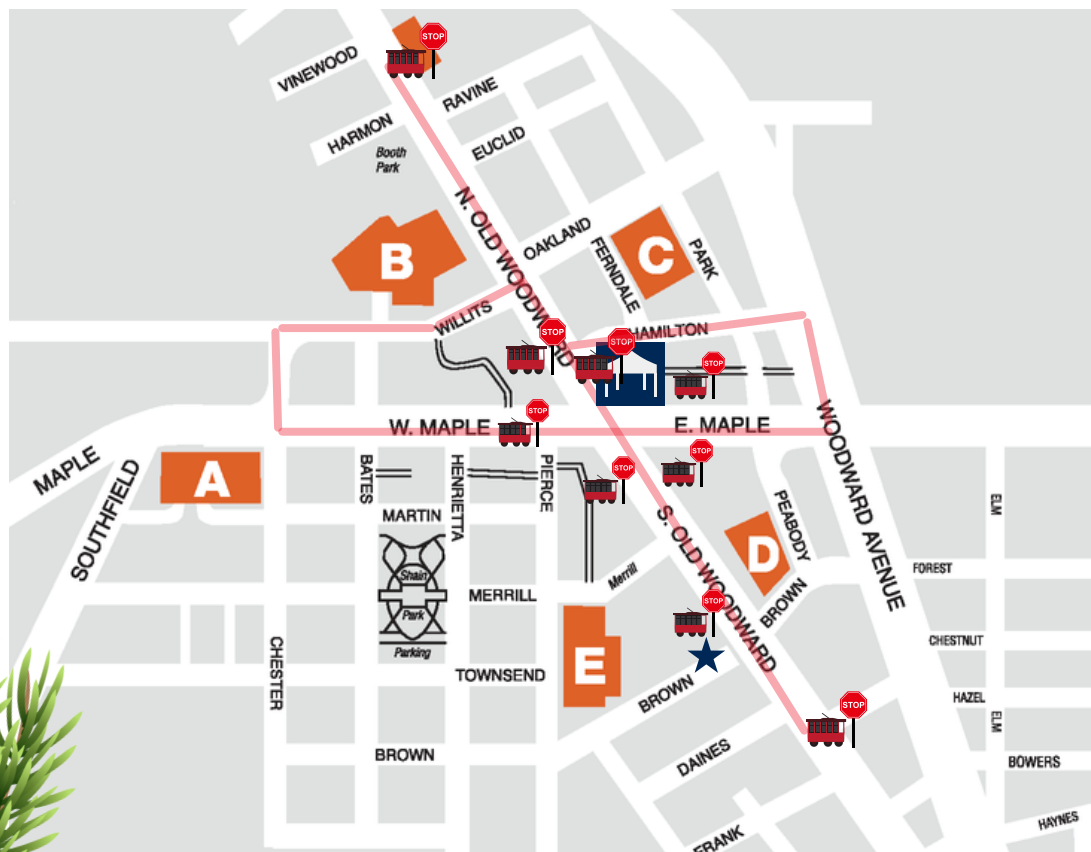 STOP
VINEWOOD
RAVINE
HARMON
EUCLID
Booth
Park
N. OLD WOODWARD
OAKLAND
B
C
FERNDALE
PARK
WILLITS
STOP
STOP
HAMILTON
STOP
STOP
W. MAPLE
E. MAPLE
WOODWARD AVENUE
MAPLE
SOUTHFIELD
A
BATES
HENRIETTA
PIERCE
STOP
STOP
MARTIN
S. OLD WOODWARD
PEABODY
ELM
D
Shain
Park
Parking
MERRILL
Merrill
BROWN
FOREST
STOP
CHESTER
TOWNSEND
E
BROWN
CHESTNUT
HAZEL
ELM
STOP
BROWN
DAINES
BOWERS
FRANK
HAYNES